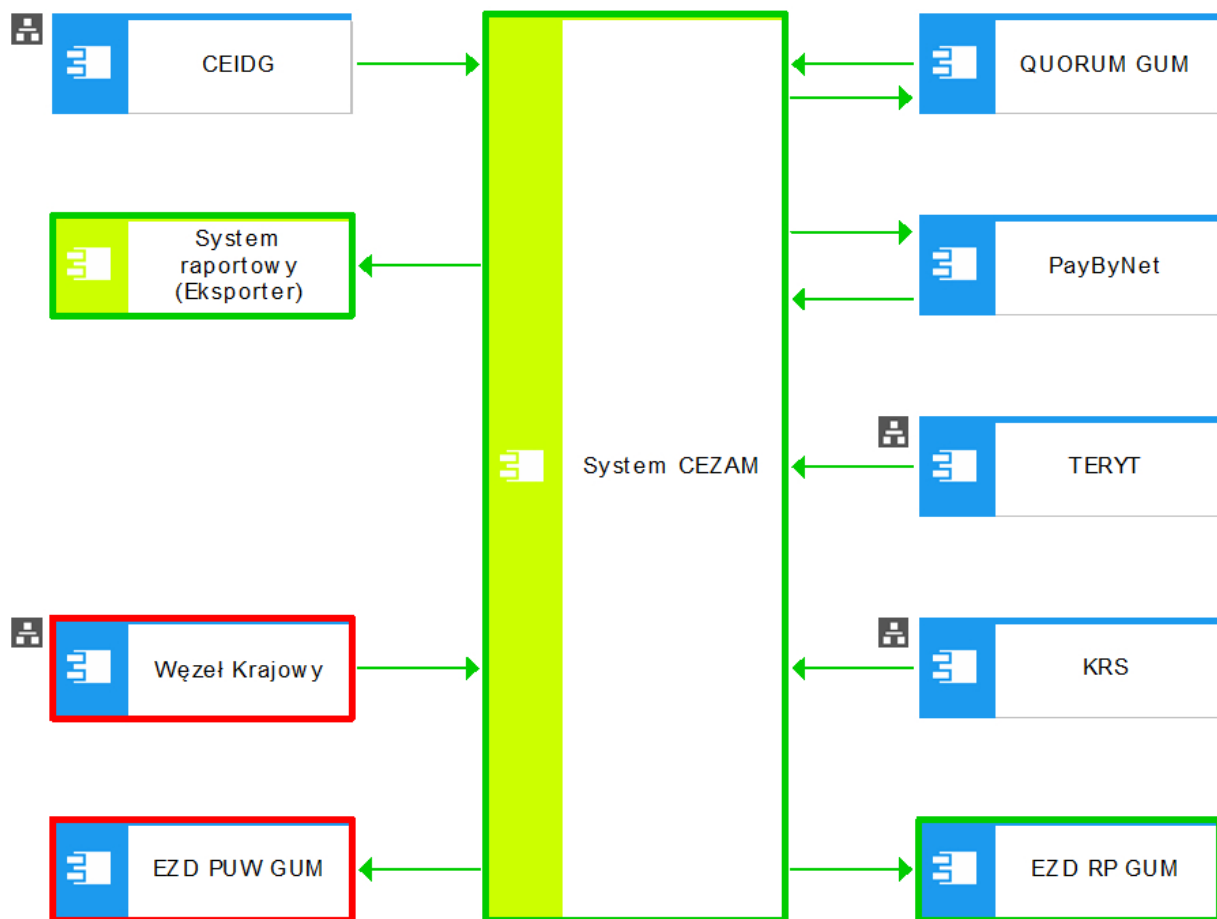 CEIDG
QUORUM GUM
System
raportowy
(Eksporter)
PayByNet
System CEZAM
TERYT
Węzeł Krajowy
KRS
EZD PUW GUM
EZD RP GUM